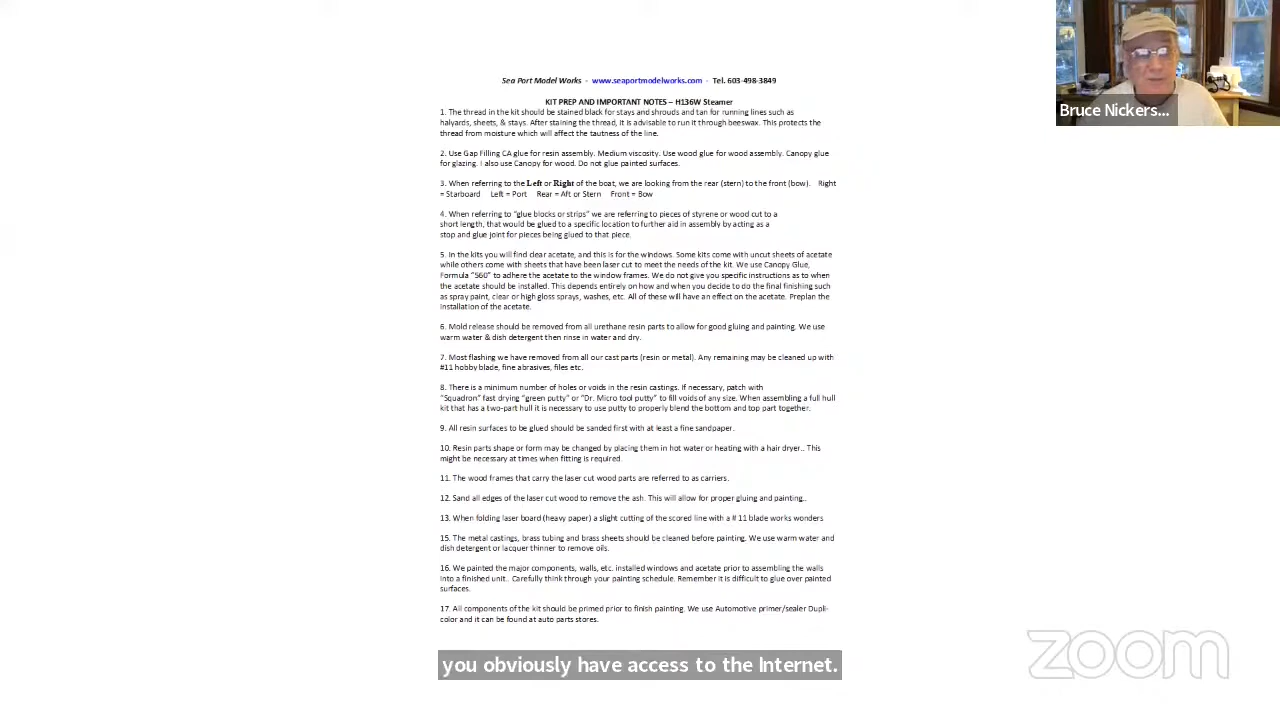 Sea Port Model Works - www.seaportmodelworks.com - Tel. 603-498-3849
KIT PREP AND IMPORTANT NOTES – H136W Steamer
1. The thread in the kit should be stained black for stays and shrouds and tan for running lines such as
halyards, sheets, & stays. After staining the thread, it is advisable to run it through beeswax. This protects the
thread from moisture which will affect the tautness of the line.
2. Use Gap Filling CA glue for resin assembly. Medium viscosity. Use wood glue for wood assembly. Canopy glue
for glazing. I also use Canopy for wood. Do not glue painted surfaces.
3. When referring to the Left or Right of the boat, we are looking from the rear (stern) to the front (bow). Right
= Starboard Left = Port Rear = Aft or Stern Front = Bow
4. When referring to “glue blocks or strips” we are referring to pieces of styrene or wood cut to a
short length, that would be glued to a specific location to further aid in assembly by acting as a
stop and glue joint for pieces being glued to that piece.
5. In the kits you will find clear acetate, and this is for the windows. Some kits come with uncut sheets of acetate
while others come with sheets that have been laser cut to meet the needs of the kit. We use Canopy Glue,
Formula “560” to adhere the acetate to the window frames. We do not give you specific instructions as to when
the acetate should be installed. This depends entirely on how and when you decide to do the final finishing such
as spray paint, clear or high gloss sprays, washes, etc. All of these will have an effect on the acetate. Preplan the
installation of the acetate.
6. Mold release should be removed from all urethane resin parts to allow for good gluing and painting. We use
warm water & dish detergent then rinse in water and dry.
7. Most flashing we have removed from all our cast parts (resin or metal). Any remaining may be cleaned up with
#11 hobby blade, fine abrasives, files etc.
8. There is a minimum number of holes or voids in the resin castings. If necessary, patch with
“Squadron” fast drying “green putty” or “Dr. Micro tool putty” to fill voids of any size. When assembling a full hull
kit that has a two-part hull it is necessary to use putty to properly blend the bottom and top part together.
9. All resin surfaces to be glued should be sanded first with at least a fine sandpaper.
10. Resin parts shape or form may be changed by placing them in hot water or heating with a hair dryer.. This
might be necessary at times when fitting is required.
11. The wood frames that carry the laser cut wood parts are referred to as carriers.
12. Sand all edges of the laser cut wood to remove the ash. This will allow for proper gluing and painting..
13. When folding laser board (heavy paper) a slight cutting of the scored line with a # 11 blade works wonders
15. The metal castings, brass tubing and brass sheets should be cleaned before painting. We use warm water and
dish detergent or lacquer thinner to remove oils.
16. We painted the major components, walls, etc. installed windows and acetate prior to assembling the walls
into a finished unit.. Carefully think through your painting schedule. Remember it is difficult to glue over painted
surfaces.
17. All components of the kit should be primed prior to finish painting. We use Automotive primer/sealer Dupli-
color and it can be found at auto parts stores.
Bruce Nickers...
you obviously have access to the Internet.
zoom